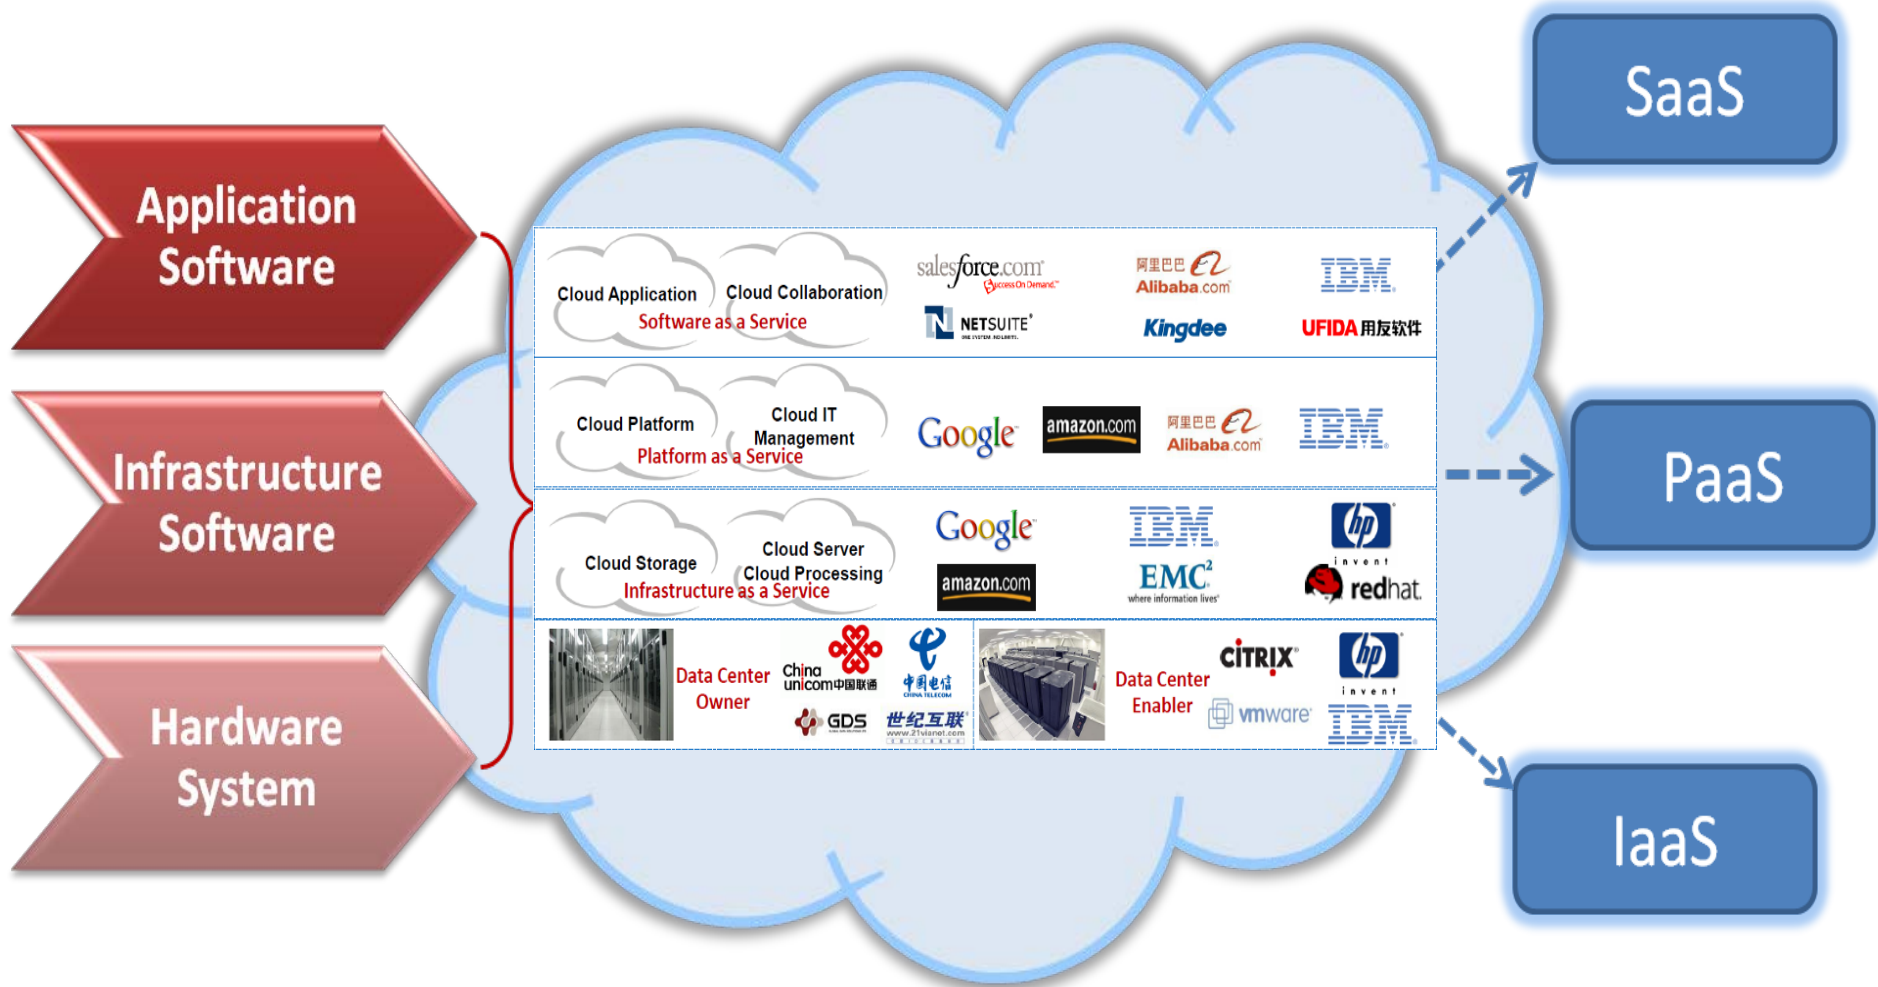 Application
Software
Infrastructure
Software
Hardware
System
Cloud Application
Cloud Collaboration
Software as a Service
salesforce.com
Success On Demand.™
阿里巴巴
Alibaba.com
IBM
NETSUITE
Kingdee
UFIDA 用友软件
Cloud Platform
Cloud IT
Management
Platform as a Service
Google
amazon.com
阿里巴巴
Alibaba.com
IBM
Cloud Storage
Cloud Server
Cloud Processing
Infrastructure as a Service
Google
IBM
hp
invent
amazon.com
EMC²
where information lives
redhat.
Data Center
Owner
China
unicom中国联通
中国电信
CHINA TELECOM
GDS
世纪互联
www.21vianet.com
Data Center
Enabler
CITRIX
hp
invent
vmware
IBM
SaaS
PaaS
IaaS